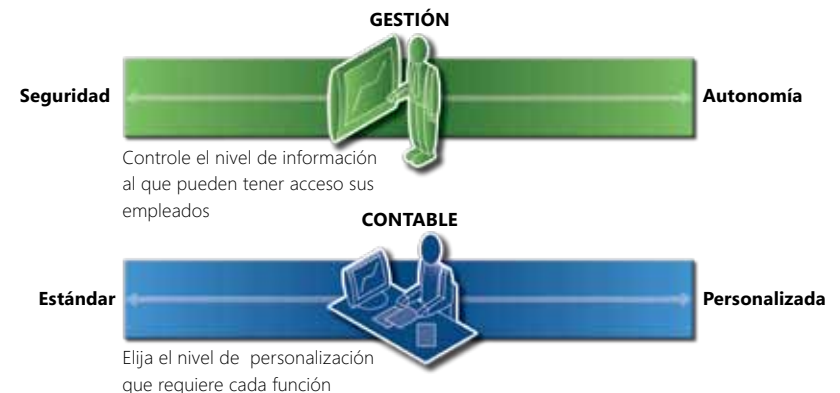 GESTIÓN
Seguridad
Autonomía
Controle el nivel de información
al que pueden tener acceso sus
empleados
CONTABLE
Estándar
Personalizada
Elija el nivel de personalización
que requiere cada función